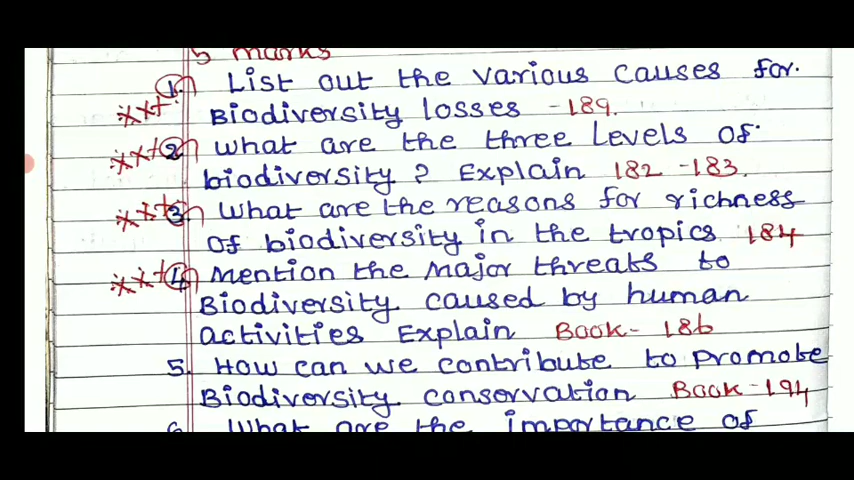 5 marks
1. List out the various causes for
Biodiversity losses - 189.
2 What are the three levels of
biodiversity ? Explain 182 - 183.
3 What are the reasons for richness
of biodiversity in the tropics 184
4 Mention the major threats to
Biodiversity caused by human
activities Explain Book - 186
5. How can we contribute to promote
Biodiversity conservation Book - 194
6 What are the importance of